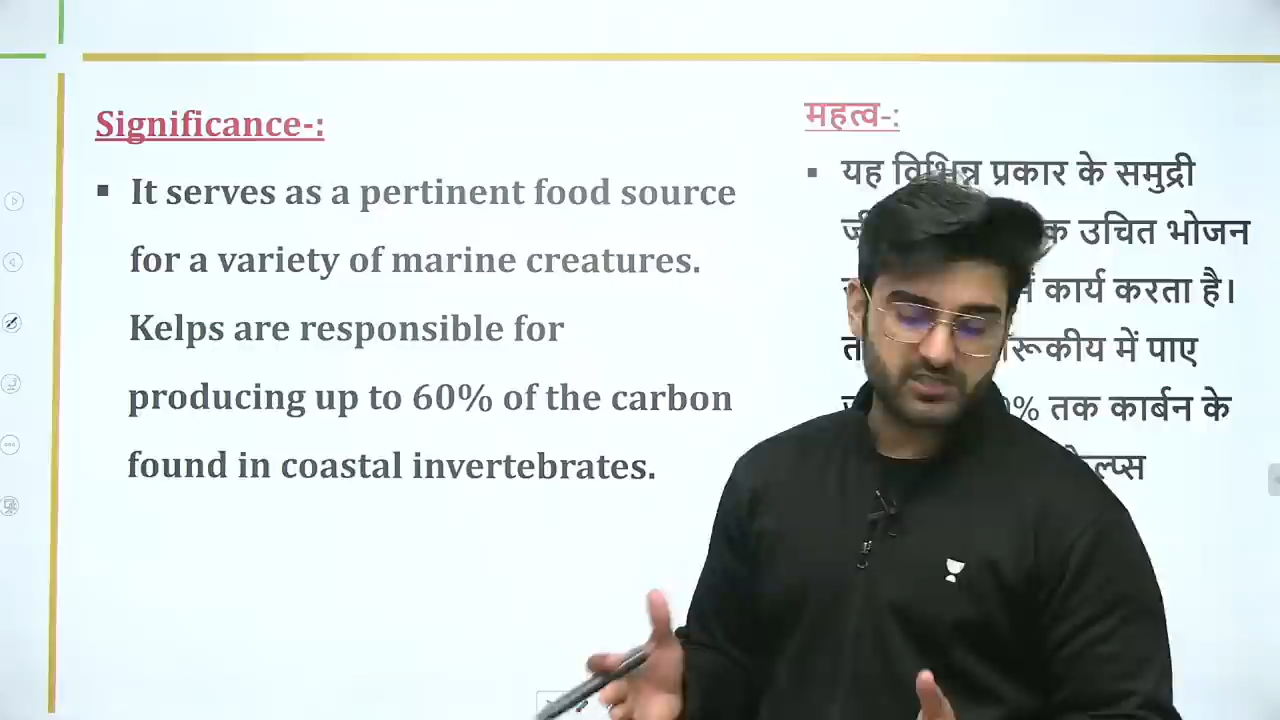 Significance-:
▪ It serves as a pertinent food source
for a variety of marine creatures.
Kelps are responsible for
producing up to 60% of the carbon
found in coastal invertebrates.
महत्व-:
▪ यह विभिन्न प्रकार के समुद्री
उचित भोजन
कार्य करता है।
में पाए
तक कार्बन के